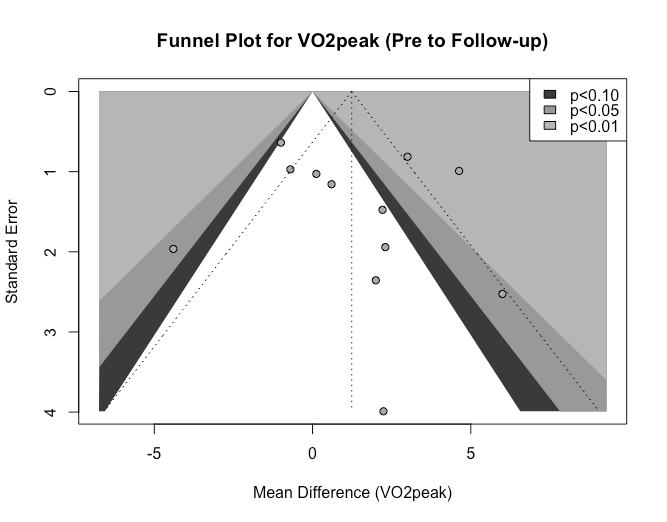 Funnel Plot for VO2peak (Pre to Follow-up)
p<0.10
p<0.05
p<0.01
Standard Error
0
1
2
3
4
-5
0
5
Mean Difference (VO2peak)